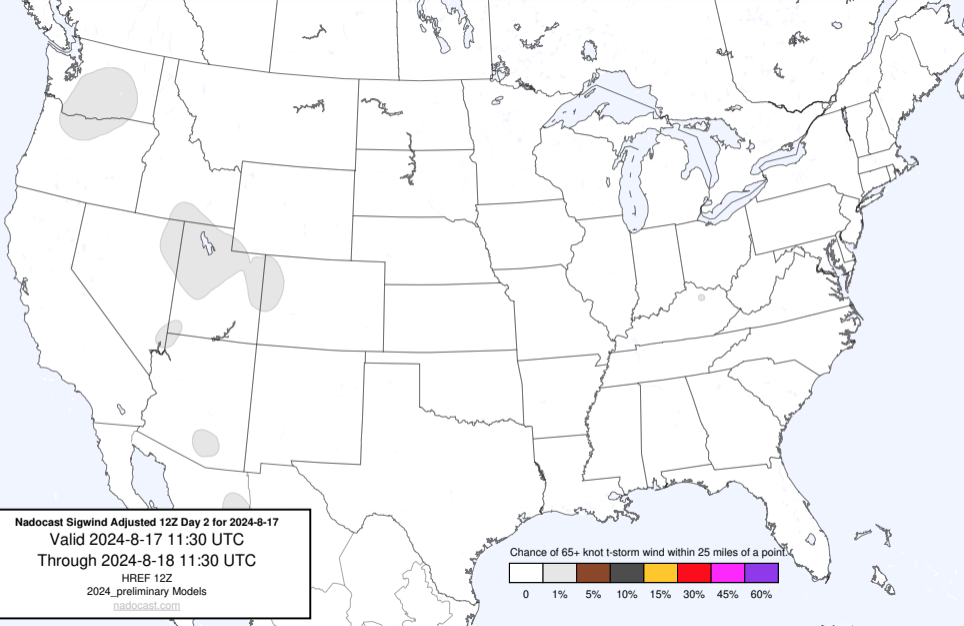 Nadocast Sigwind Adjusted 12Z Day 2 for 2024-8-17
Valid 2024-8-17 11:30 UTC
Through 2024-8-18 11:30 UTC
HREF 12Z
2024_preliminary Models
nadocast.com
Chance of 65+ knot t-storm wind within 25 miles of a point.
0 1% 5% 10% 15% 30% 45% 60%